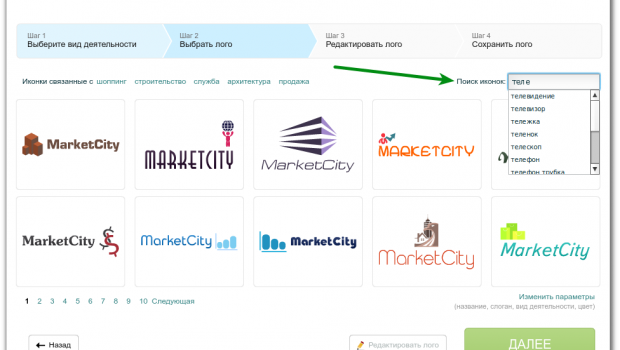 Шаг 1
Выберите вид деятельности
Шаг 2
Выбрать лого
Шаг 3
Редактировать лого
Шаг 4
Сохранить лого
Иконки связанные с шоппинг строительство служба архитектура продажа
Поиск иконок: теле
телевидение
телевизор
тележка
теленок
телескоп
телефон
телефон трубка
MarketCity
MARKETCITY
MarketCity
MARKETCITY
MarketCity
MarketCity
MarketCity
MarketCity
MarketCity
1 2 3 4 5 6 7 8 9 10 Следующая
Изменить параметры
(название, слоган, вид деятельности, цвет)
Назад
Редактировать лого
ДАЛЕЕ